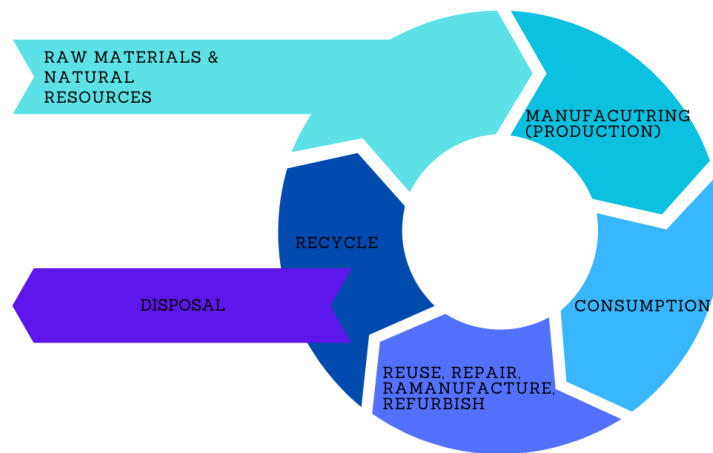 RAW MATERIALS &
NATURAL
RESOURCES
MANUFACUTRING
(PRODUCTION)
RECYCLE
DISPOSAL
CONSUMPTION
REUSE, REPAIR,
RAMANUFACTURE,
REFURBISH